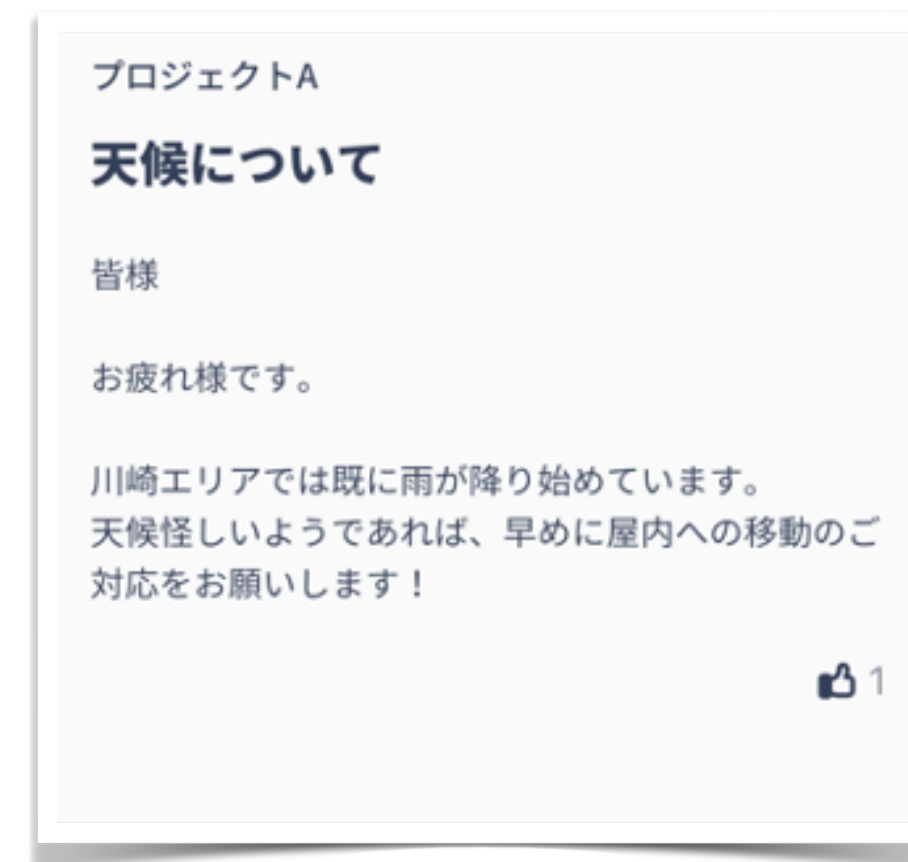 プロジェクトA
天候について
皆様
お疲れ様です。
川崎エリアでは既に雨が降り始めています。
天候怪しいようであれば、早めに屋内への移動のご
対応をお願いします！
1